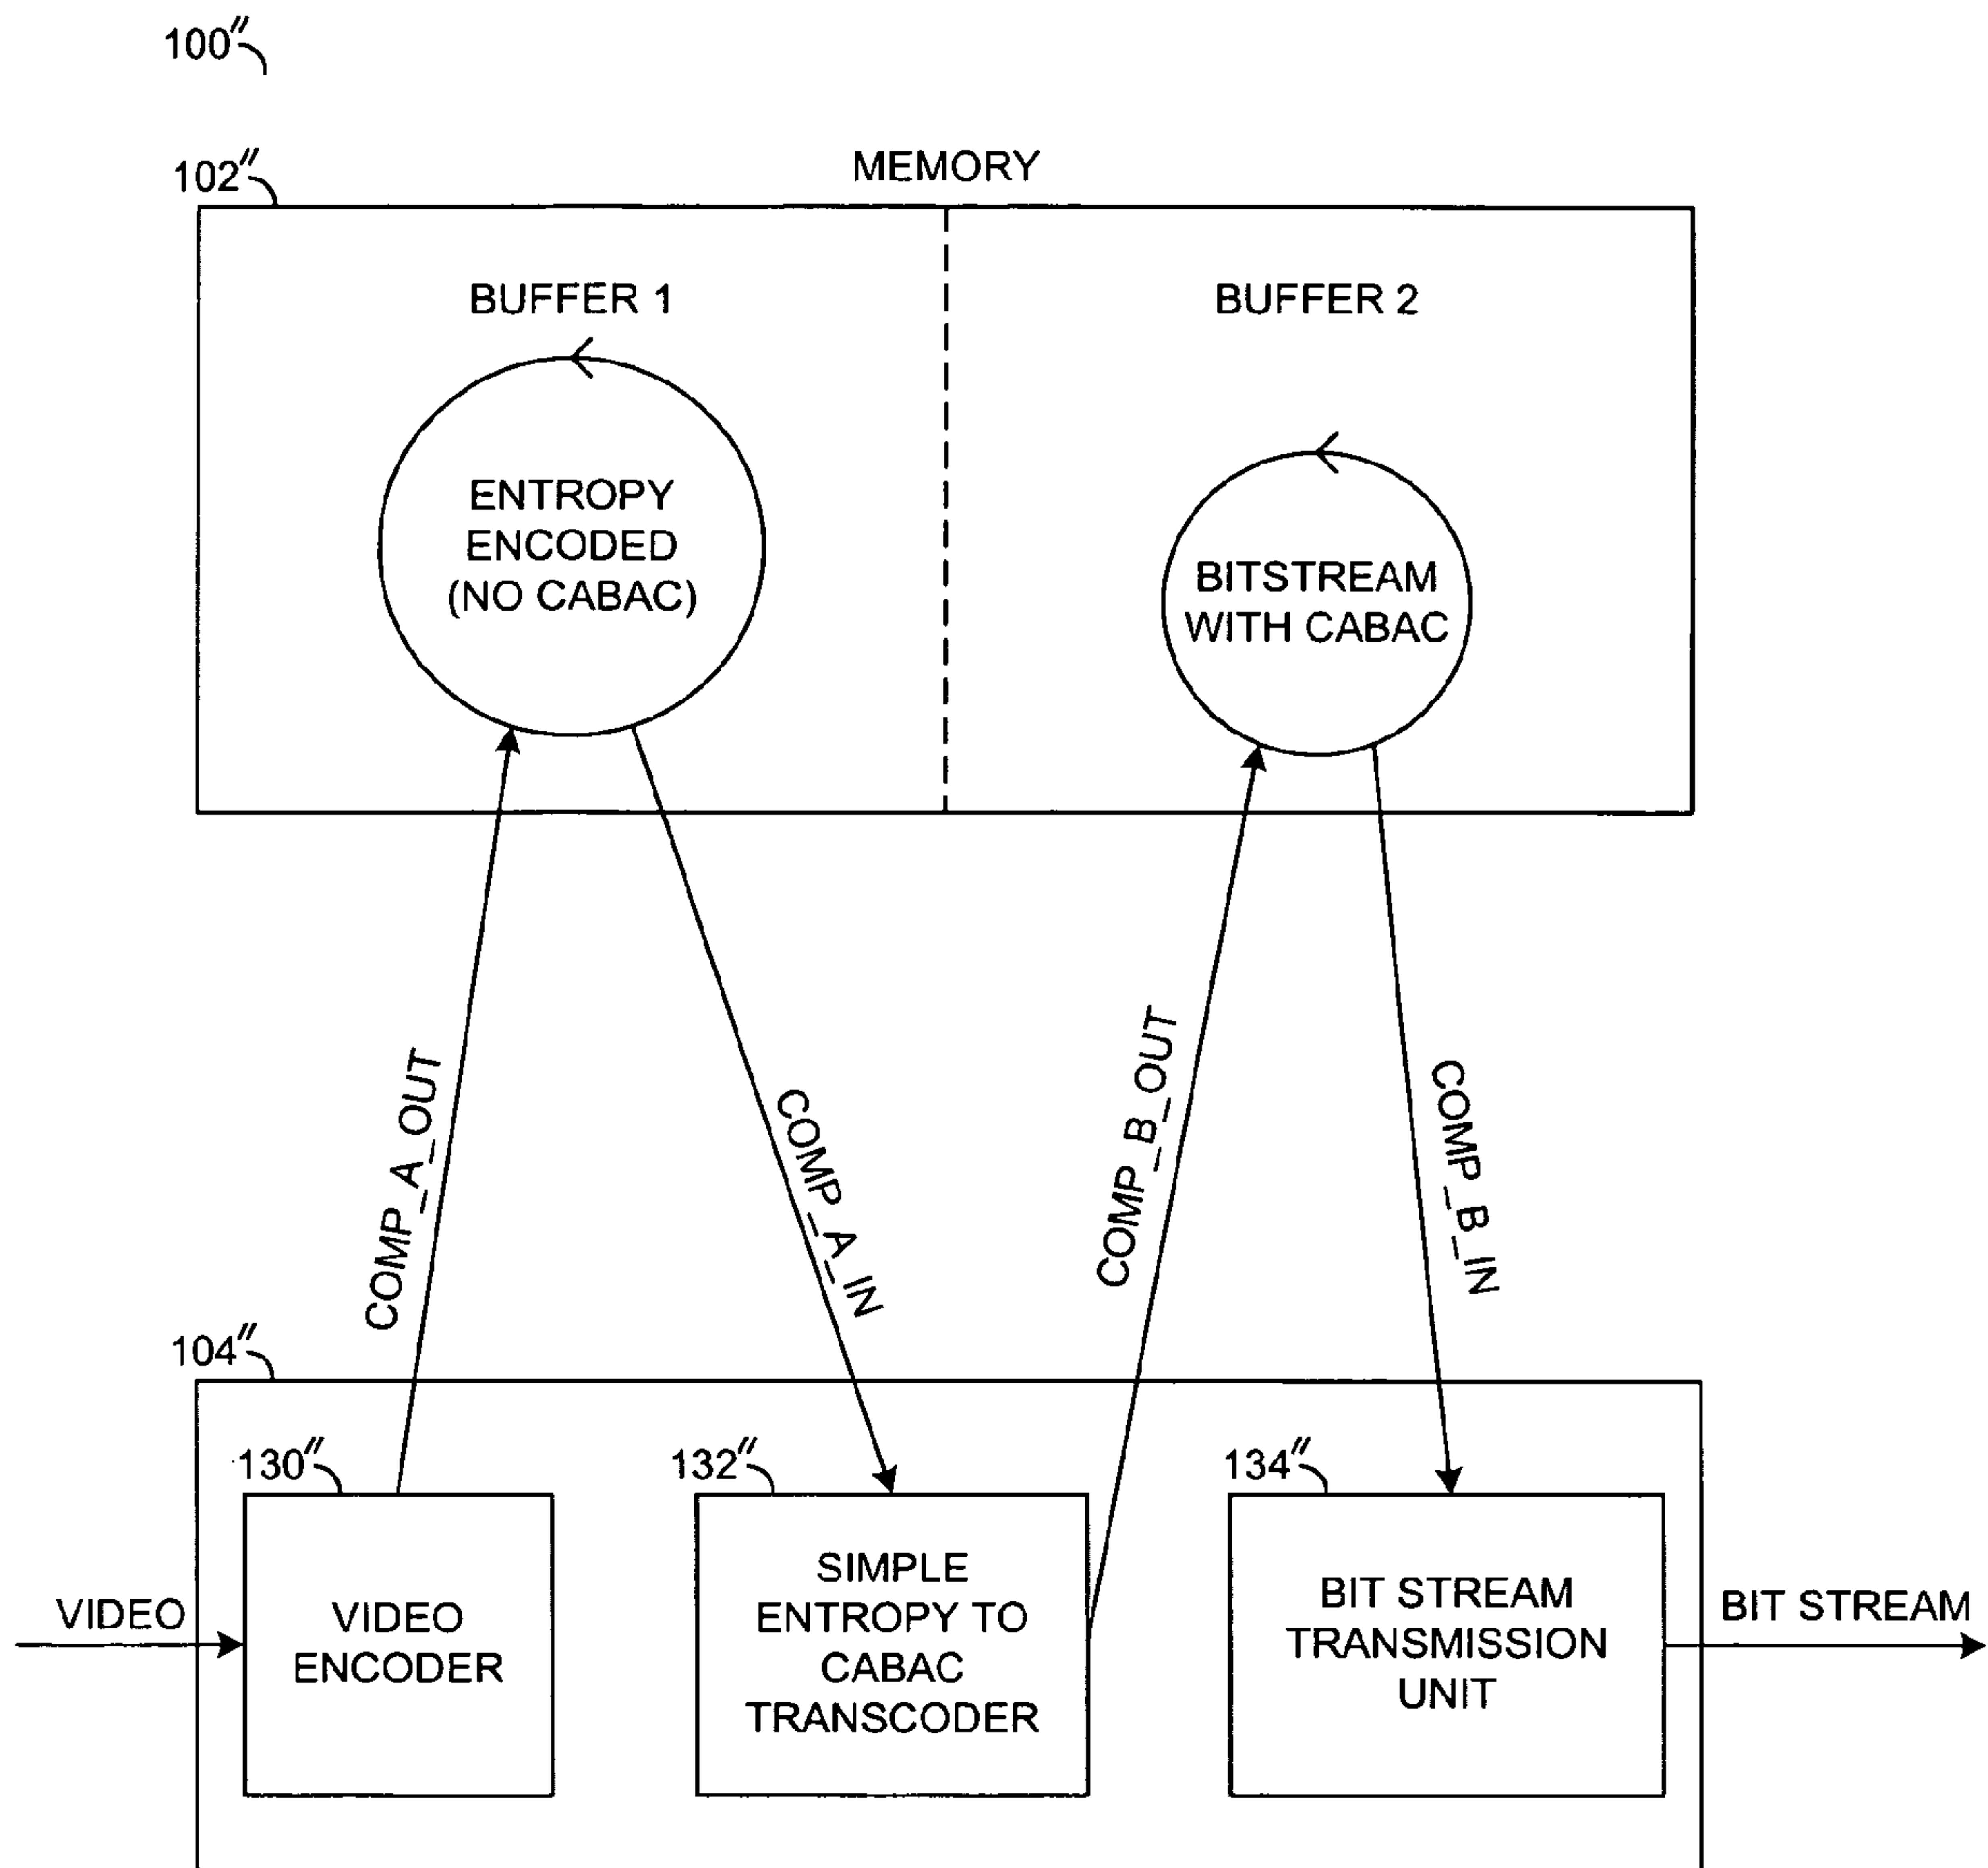 100″
102″
MEMORY
BUFFER 1
BUFFER 2
ENTROPY
ENCODED
(NO CABAC)
BITSTREAM
WITH CABAC
COMP_A_OUT
COMP_A_IN
COMP_B_OUT
COMP_B_IN
104″
130″
132″
134″
VIDEO
VIDEO
ENCODER
SIMPLE
ENTROPY TO
CABAC
TRANSCODER
BIT STREAM
TRANSMISSION
UNIT
BIT STREAM